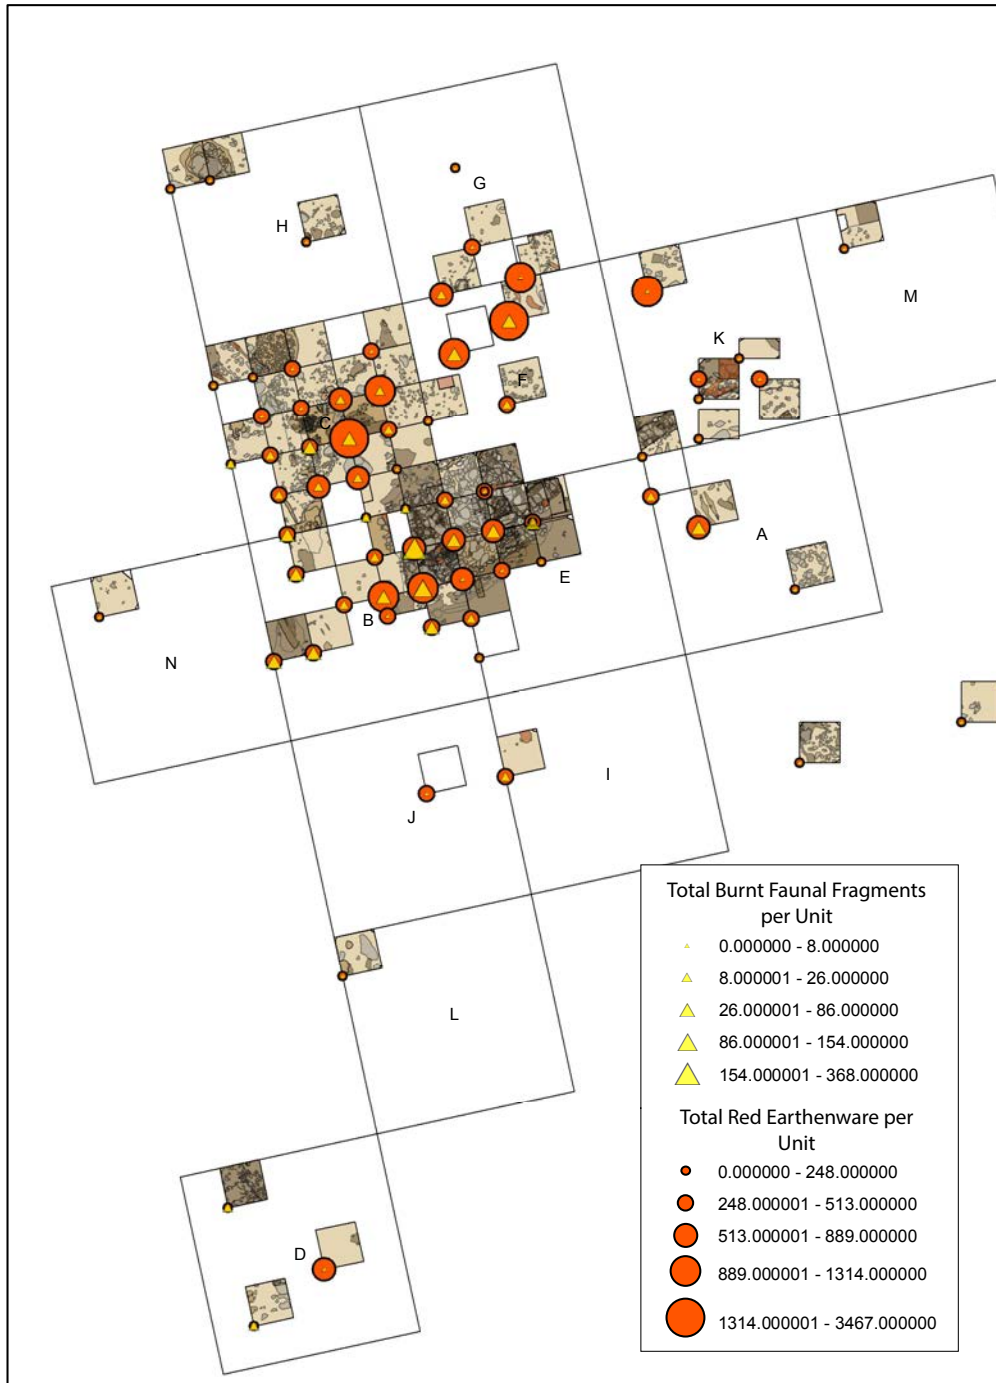 G
H
M
K
F
C
A
E
B
N
I
J
L
D
Total Burnt Faunal Fragments
per Unit
0.000000 - 8.000000
8.000001 - 26.000000
26.000001 - 86.000000
86.000001 - 154.000000
154.000001 - 368.000000
Total Red Earthenware per
Unit
0.000000 - 248.000000
248.000001 - 513.000000
513.000001 - 889.000000
889.000001 - 1314.000000
1314.000001 - 3467.000000